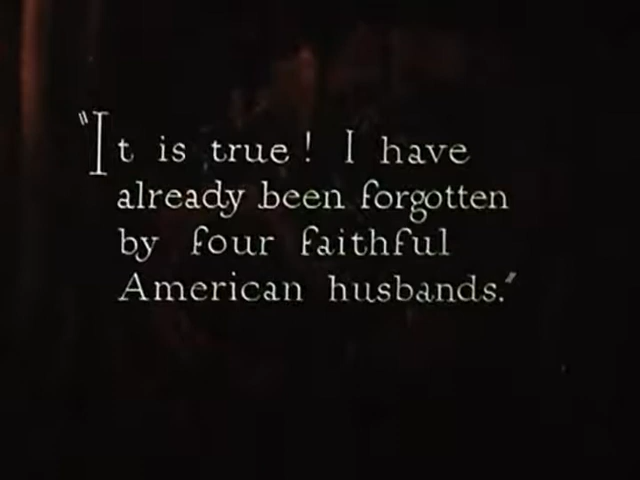 "It is true! I have
already been forgotten
by four faithful
American husbands."